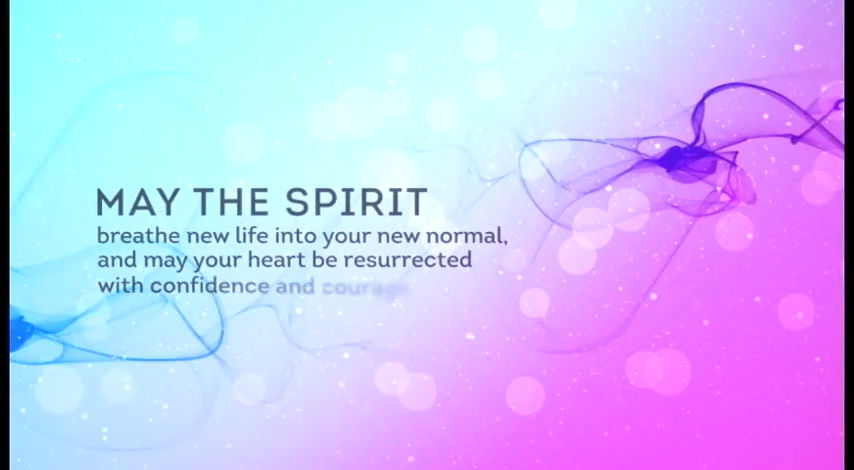 MAY THE SPIRIT
breathe new life into your new normal,
and may your heart be resurrected
with confidence and courage